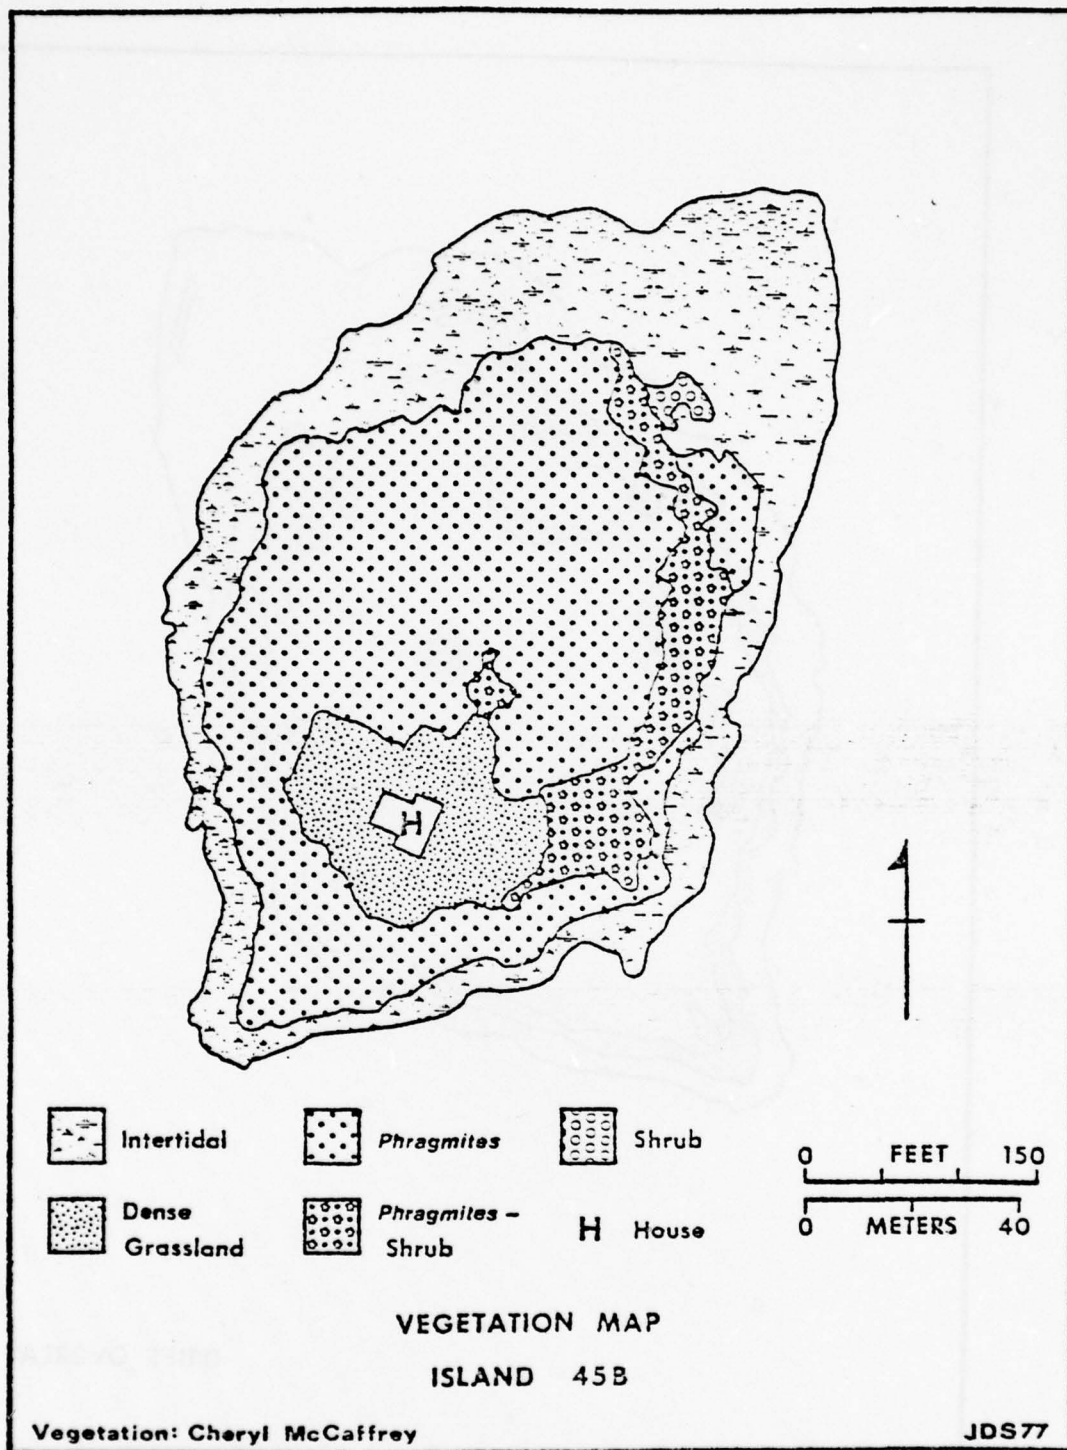 H
Intertidal
Phragmites
Shrub
Dense
Grassland
Phragmites –
Shrub
H House
0 FEET 150
0 METERS 40
VEGETATION MAP
ISLAND 45B
Vegetation: Cheryl McCaffrey
JDS77